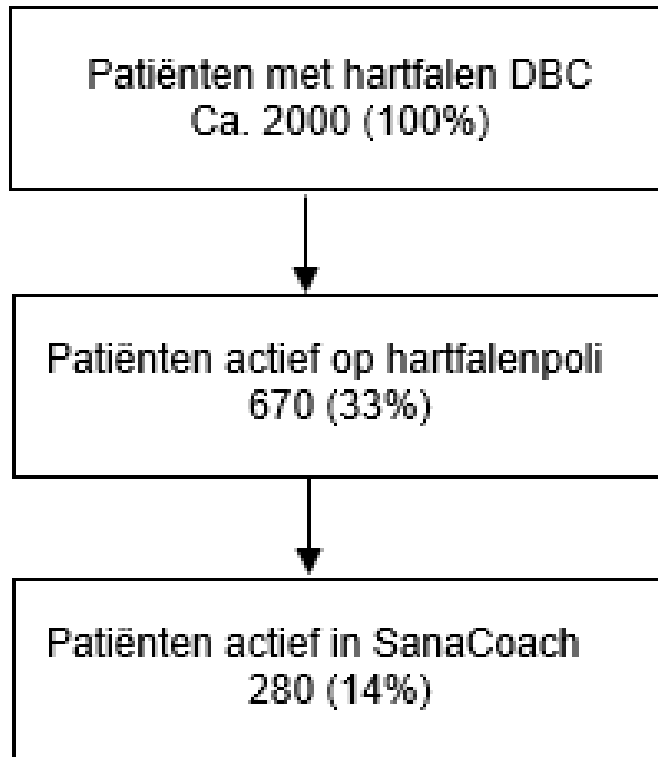 Patiënten met hartfalen DBC
Ca. 2000 (100%)
Patiënten actief op hartfalenpoli
670 (33%)
Patiënten actief in SanaCoach
280 (14%)